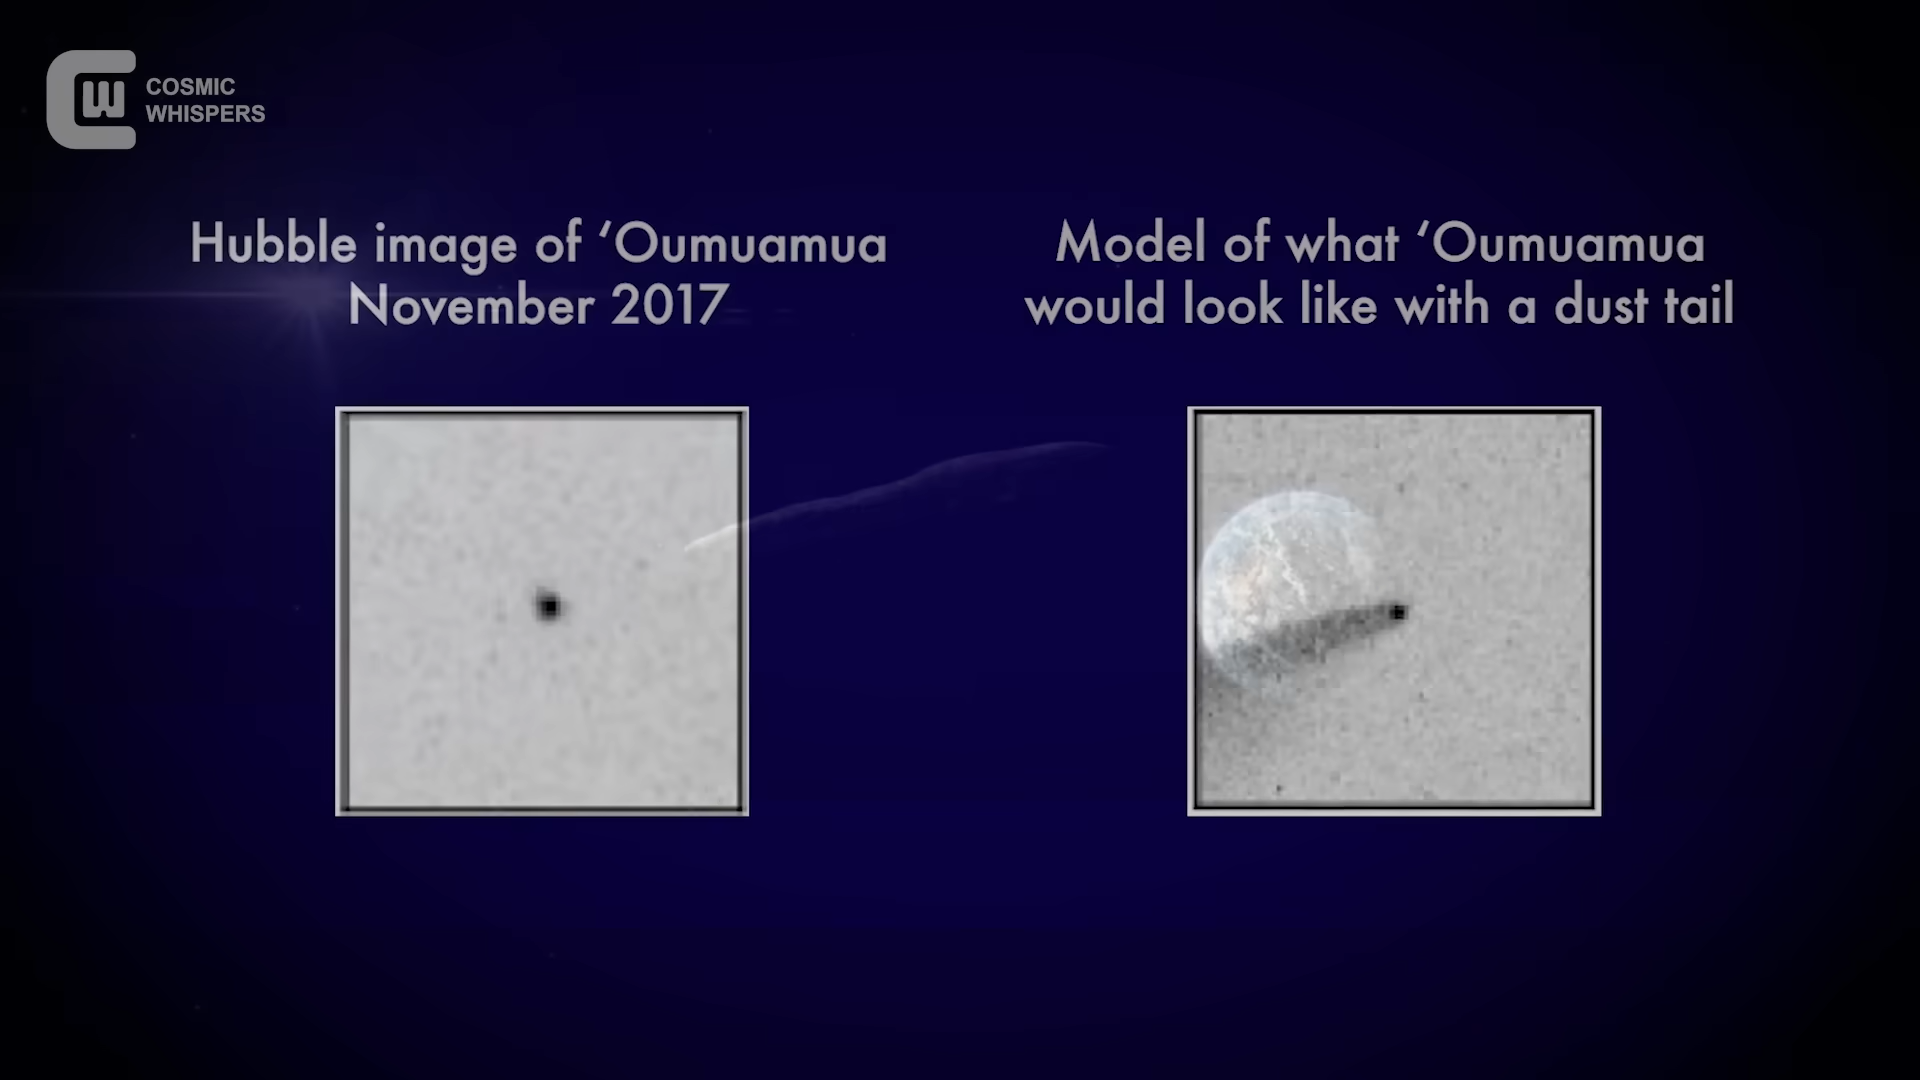 COSMIC
WHISPERS
Hubble image of ‘Oumuamua
November 2017
Model of what ‘Oumuamua
would look like with a dust tail